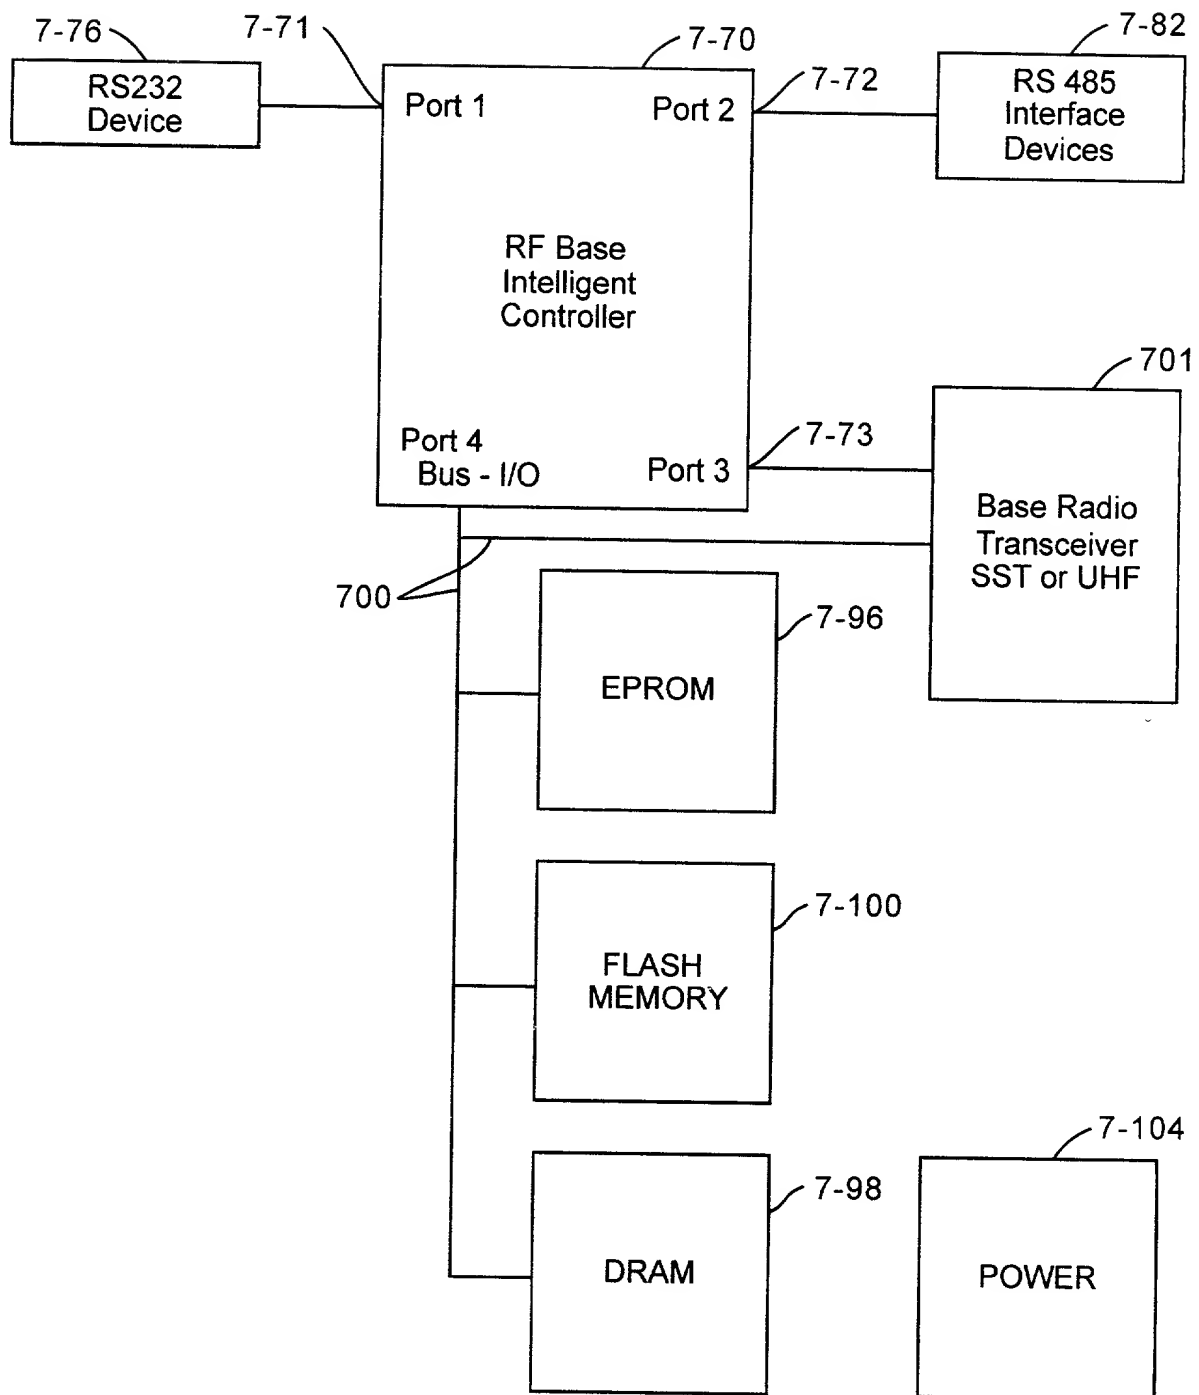 7-76
7-71
7-70
7-82
RS232
Device
Port 1
Port 2
7-72
RS 485
Interface
Devices
RF Base
Intelligent
Controller
701
Port 4
Bus - I/O
Port 3
7-73
Base Radio
Transceiver
SST or UHF
700
7-96
EPROM
7-100
FLASH
MEMORY
7-104
7-98
DRAM
POWER